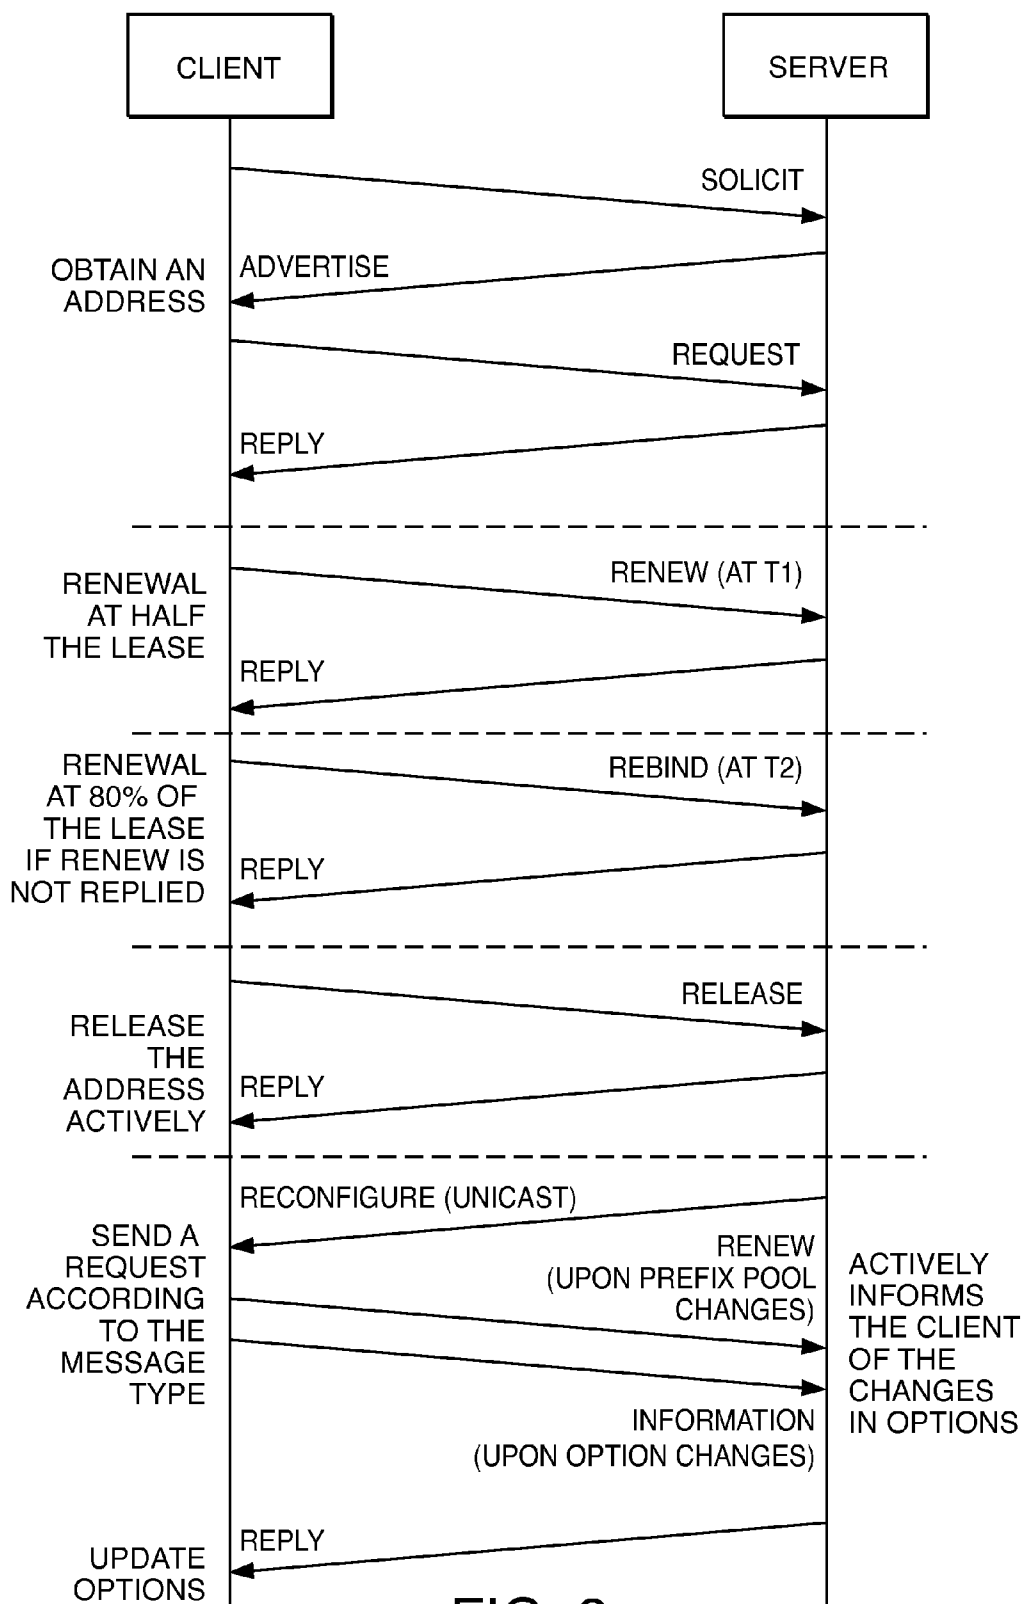 CLIENT
SERVER
SOLICIT
OBTAIN AN
ADDRESS
ADVERTISE
REQUEST
REPLY
RENEWAL
AT HALF
THE LEASE
RENEW (AT T1)
REPLY
RENEWAL
AT 80% OF
THE LEASE
IF RENEW IS
NOT REPLIED
REBIND (AT T2)
REPLY
RELEASE
RELEASE
THE
ADDRESS
ACTIVELY
REPLY
RECONFIGURE (UNICAST)
SEND A
REQUEST
ACCORDING
TO THE
MESSAGE
TYPE
RENEW
(UPON PREFIX POOL
CHANGES)
ACTIVELY
INFORMS
THE CLIENT
OF THE
CHANGES
IN OPTIONS
INFORMATION
(UPON OPTION CHANGES)
REPLY
UPDATE
OPTIONS
FIG.